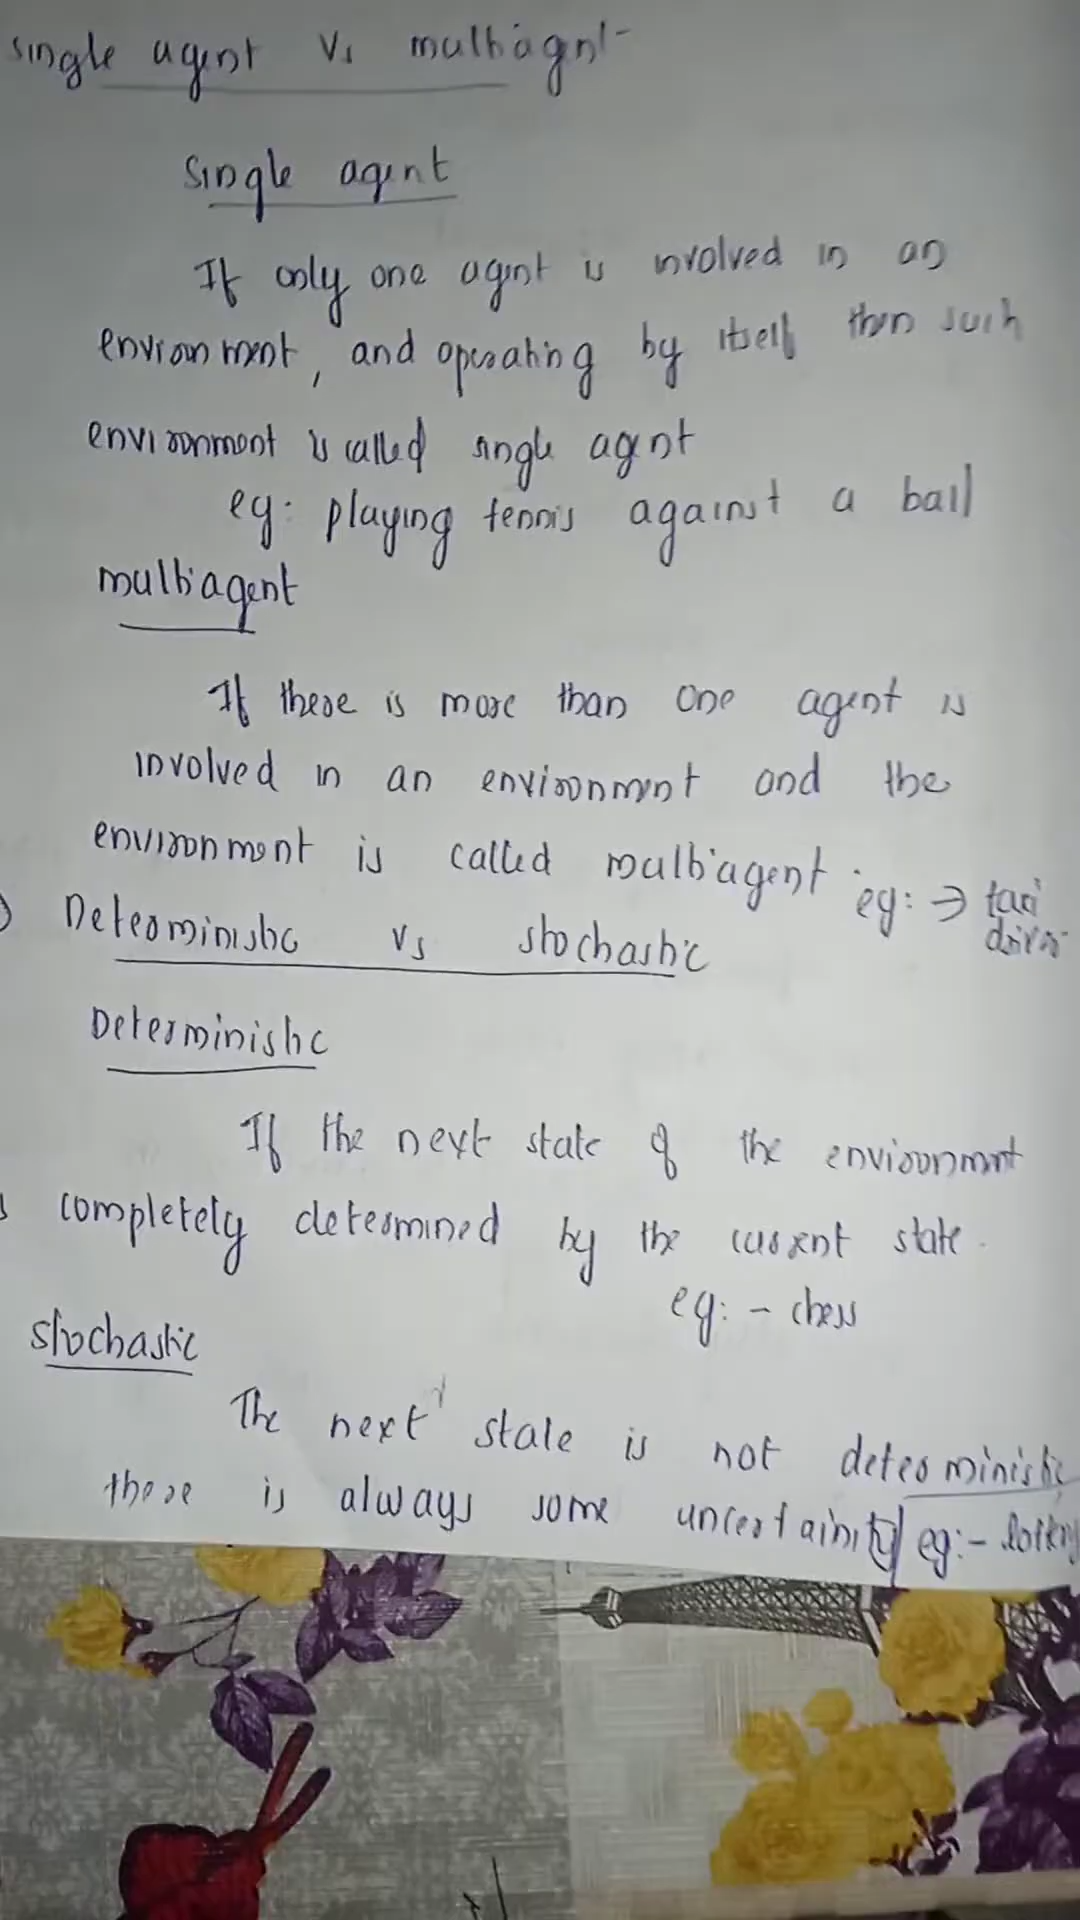 single agent Vs multiagent
Single agent
If only one agent is involved in an
environment, and operating by itself then such
environment is called single agent
eg: playing tennis against a ball
multiagent
If there is more than one agent is
involved in an environment and the
environment is called multiagent eg: → taxi
driver
Deterministic Vs stochastic
Deterministic
If the next state of the environment
completely determined by the current state.
eg: - chess
stochastic
The next state is not deterministic
there is always some uncertainity eg:- lottery